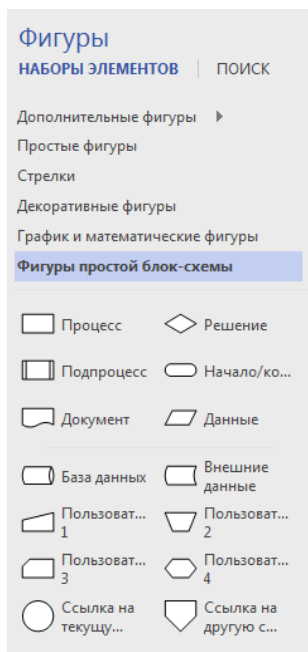 Фигуры
НАБОРЫ ЭЛЕМЕНТОВ | ПОИСК
Дополнительные фигуры
Простые фигуры
Стрелки
Декоративные фигуры
График и математические фигуры
Фигуры простой блок-схемы
Процесс
Решение
Подпроцесс
Начало/ко...
Документ
Данные
База данных
Внешние
данные
Пользоват...
1
Пользоват...
2
Пользоват...
3
Пользоват...
4
Ссылка на
текущу...
Ссылка на
другую с...